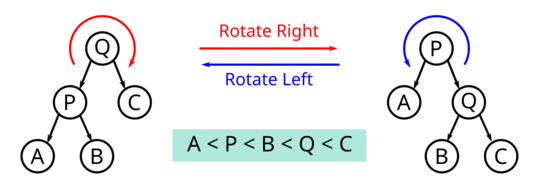 Q
P
C
A
B
Rotate Right
Rotate Left
A < P < B < Q < C
P
A
Q
B
C